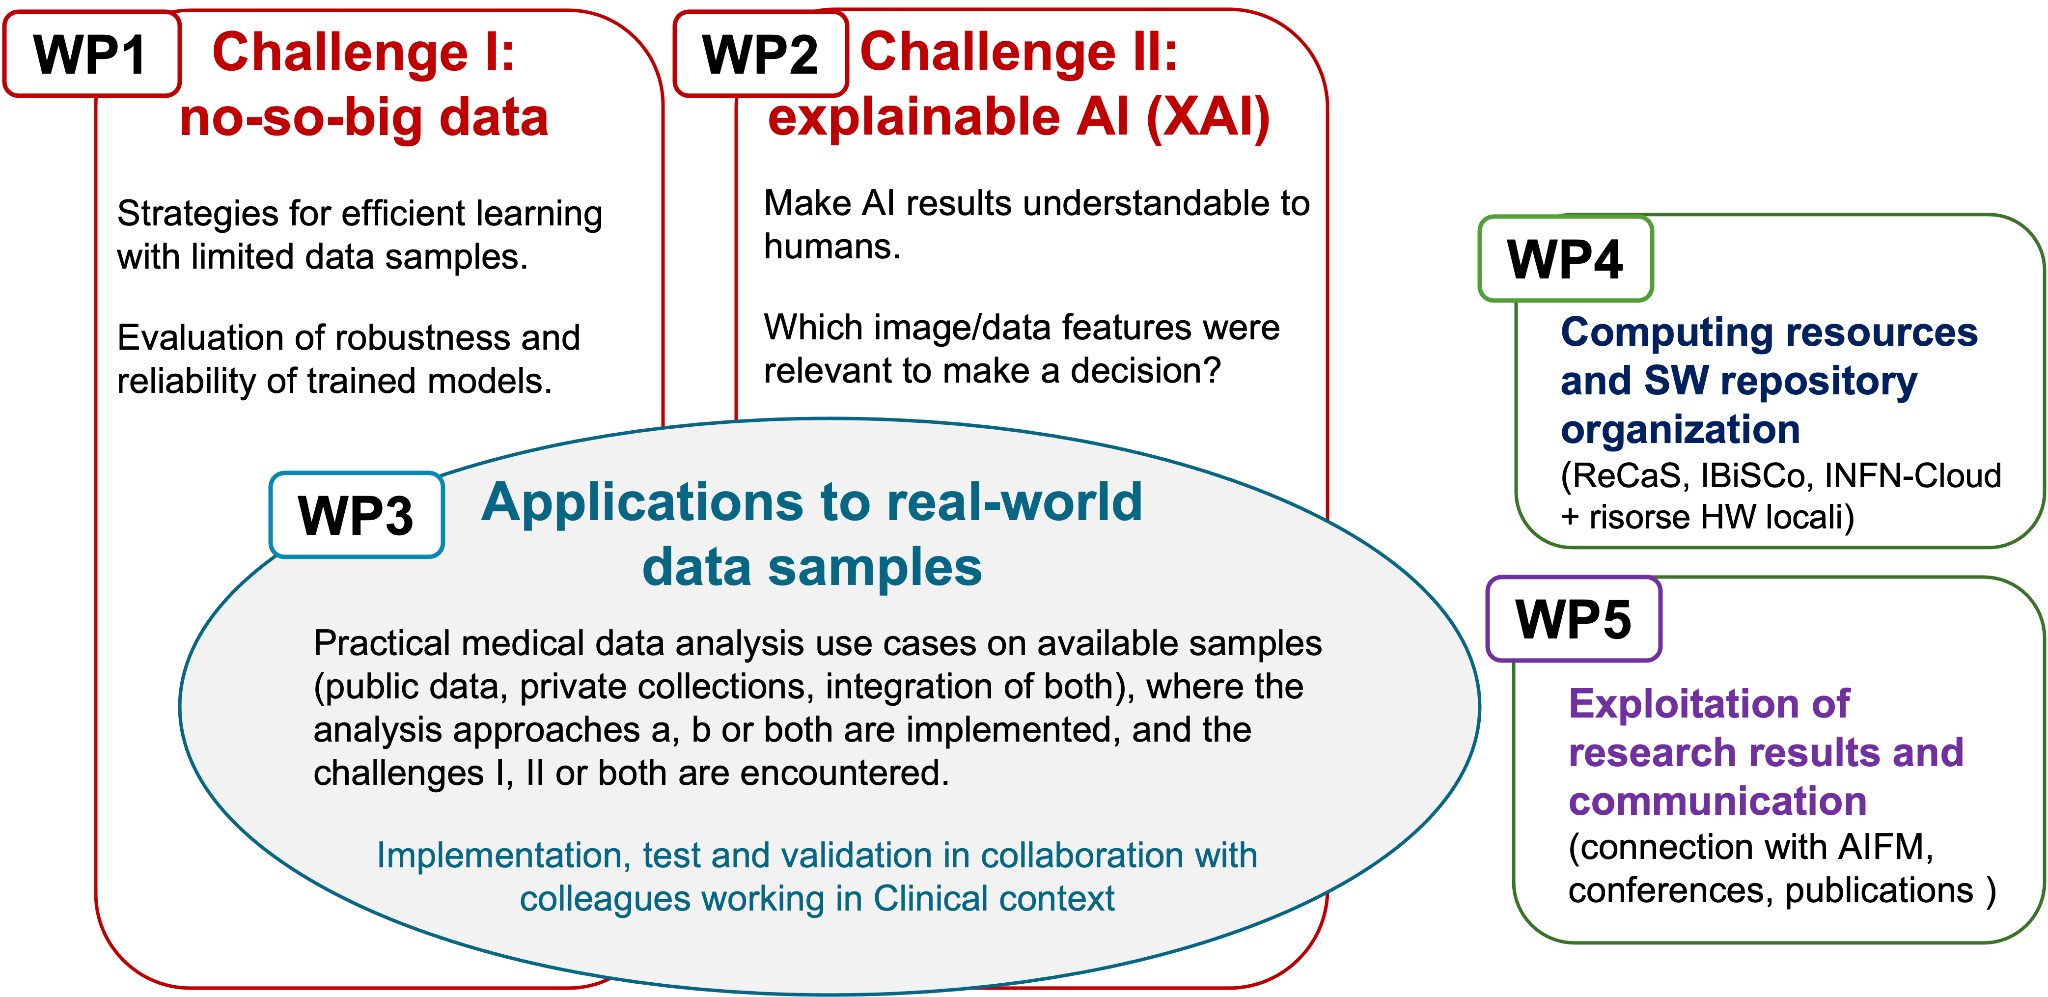 WP1
Challenge I:
no-so-big data
Strategies for efficient learning
with limited data samples.
Evaluation of robustness and
reliability of trained models.
WP2
Challenge II:
explainable AI (XAI)
Make AI results understandable to
humans.
Which image/data features were
relevant to make a decision?
WP3
Applications to real-world
data samples
Practical medical data analysis use cases on available samples
(public data, private collections, integration of both), where the
analysis approaches a, b or both are implemented, and the
challenges I, II or both are encountered.
Implementation, test and validation in collaboration with
colleagues working in Clinical context
WP4
Computing resources
and SW repository
organization
(ReCaS, IBiSCo, INFN-Cloud
+ risorse HW locali)
WP5
Exploitation of
research results and
communication
(connection with AIFM,
conferences, publications )